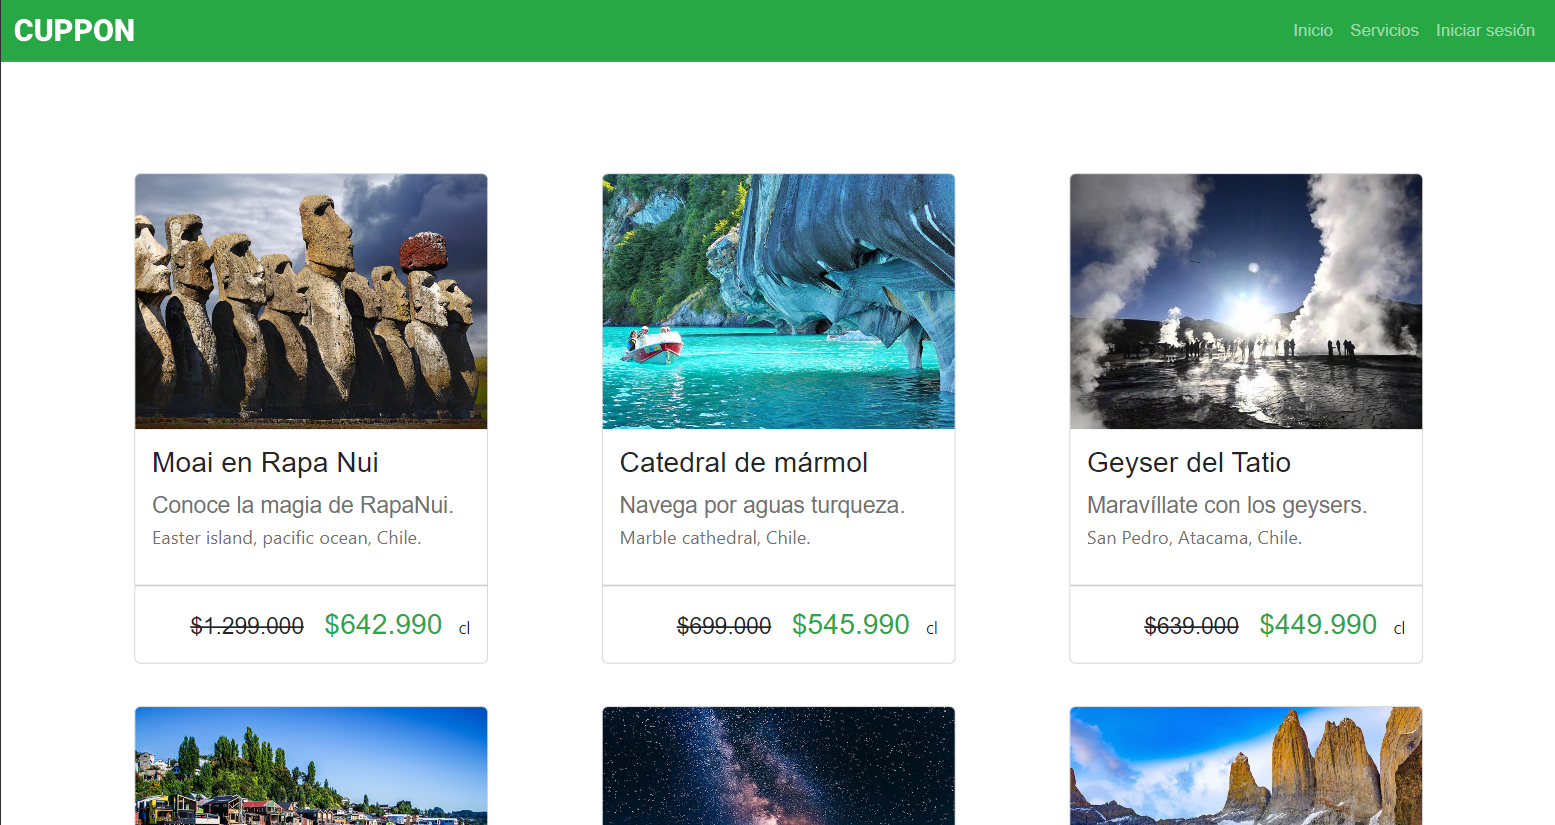 CUPPON
Inicio Servicios Iniciar sesión
Moai en Rapa Nui
Conoce la magia de RapaNui.
Easter island, pacific ocean, Chile.
$1.299.000 $642.990 cl
Catedral de mármol
Navega por aguas turqueza.
Marble cathedral, Chile.
$699.000 $545.990 cl
Geyser del Tatio
Maravíllate con los geysers.
San Pedro, Atacama, Chile.
$639.000 $449.990 cl